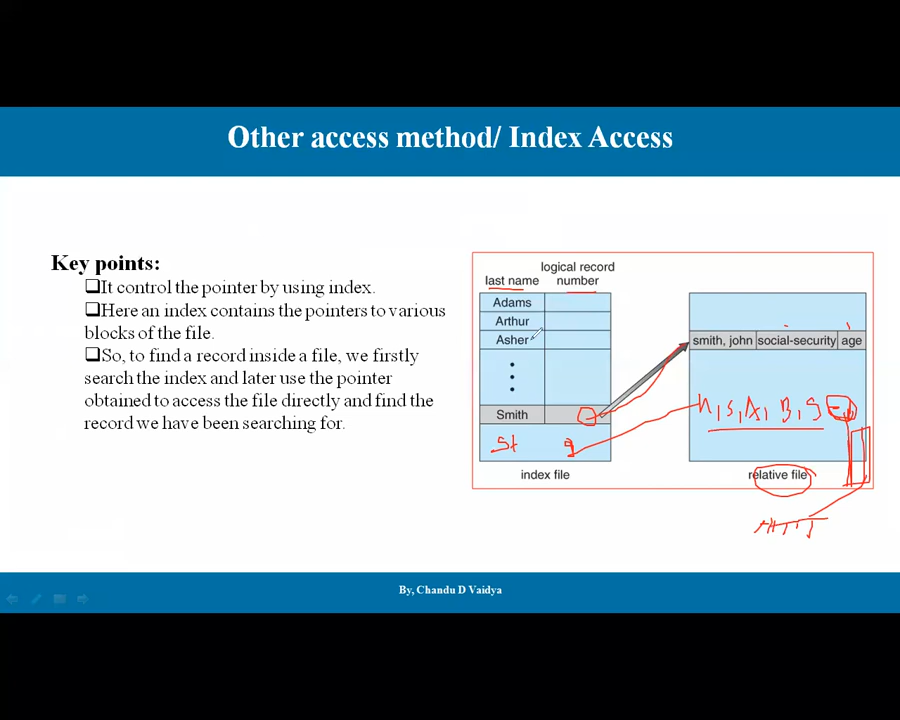 Other access method/ Index Access
Key points:
❑It control the pointer by using index.
❑Here an index contains the pointers to various
blocks of the file.
❑So, to find a record inside a file, we firstly
search the index and later use the pointer
obtained to access the file directly and find the
record we have been searching for.
logical record
last name number
Adams
Arthur
Asher
Smith
smith, john social-security age
St
index file
relative file
By, Chandu D Vaidya